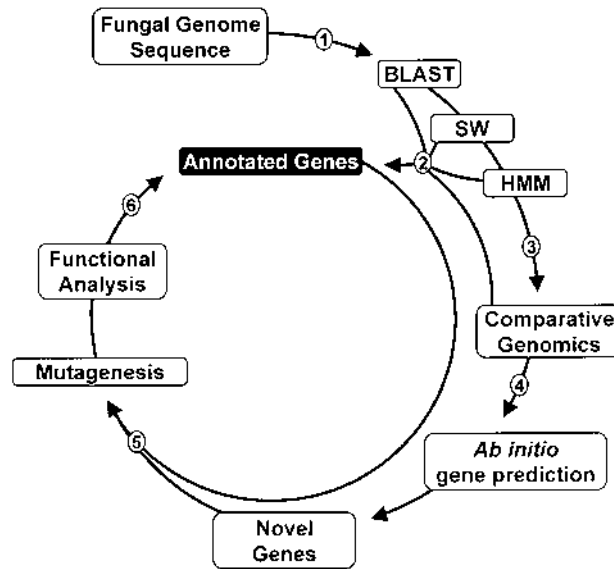 Fungal Genome
Sequence
1
BLAST
SW
Annotated Genes
2
HMM
6
3
Functional
Analysis
Comparative
Genomics
Mutagenesis
4
5
Ab initio
gene prediction
Novel
Genes